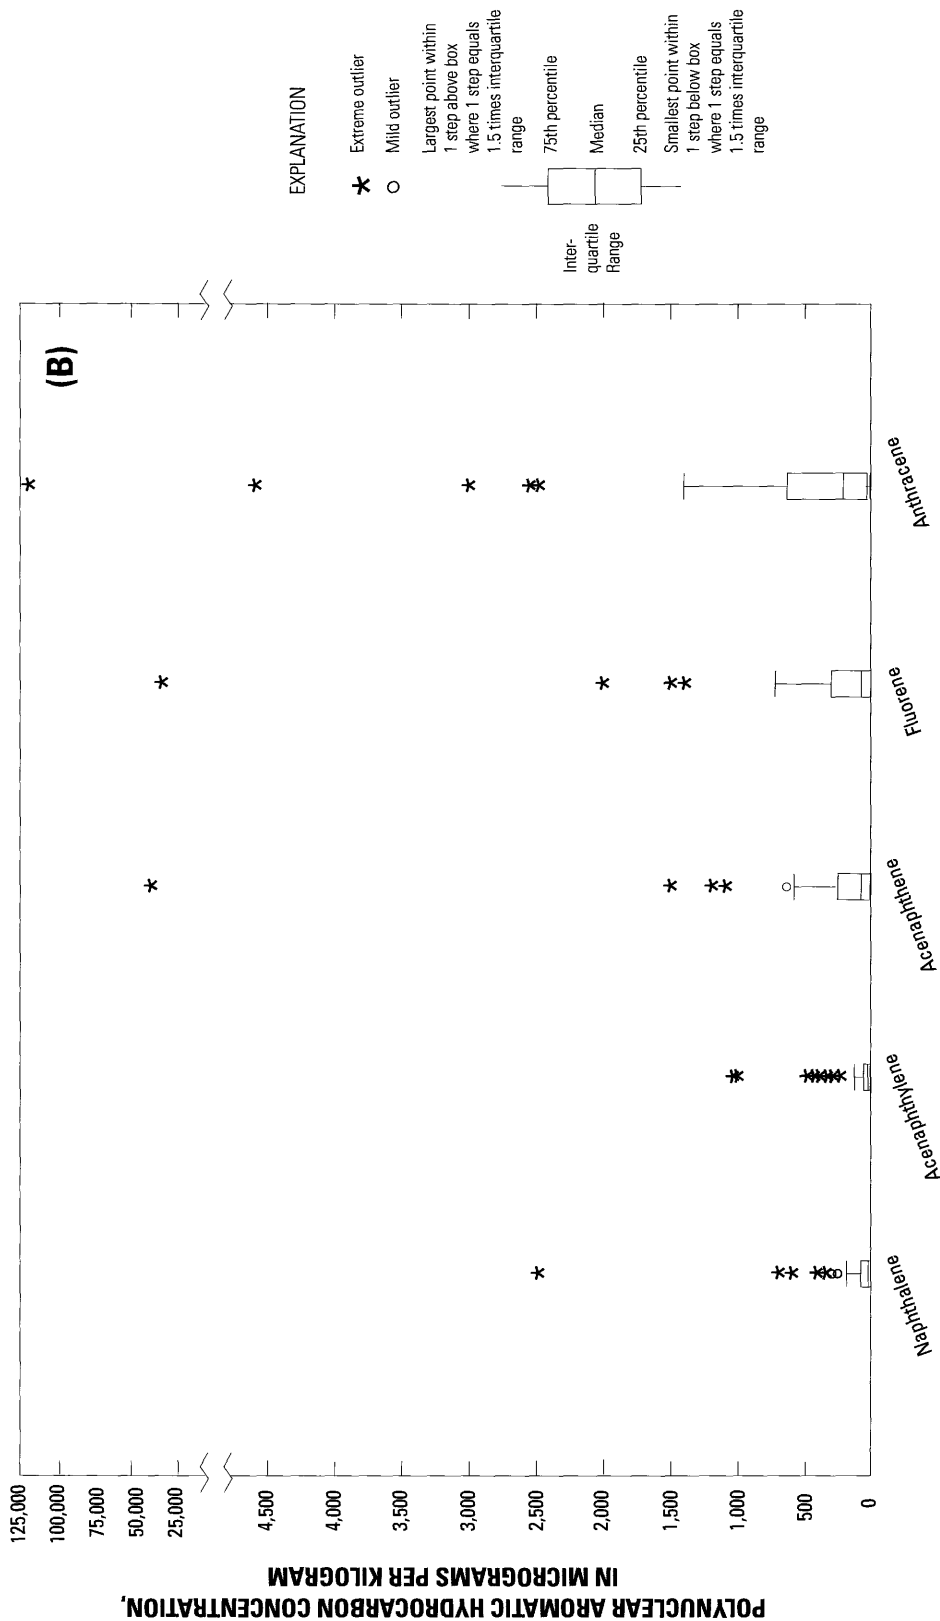 POLYNUCLEAR AROMATIC HYDROCARBON CONCENTRATION,
IN MICROGRAMS PER KILOGRAM
125,000
100,000
75,000
50,000
25,000
4,500
4,000
3,500
3,000
2,500
2,000
1,500
1,000
500
0
(B)
Naphthalene
Acenaphthylene
Acenaphthene
Fluorene
Anthracene
EXPLANATION
Extreme outlier
Mild outlier
Largest point within
1 step above box
where 1 step equals
1.5 times interquartile
range
75th percentile
Median
25th percentile
Smallest point within
1 step below box
where 1 step equals
1.5 times interquartile
range
Inter-
quartile
Range